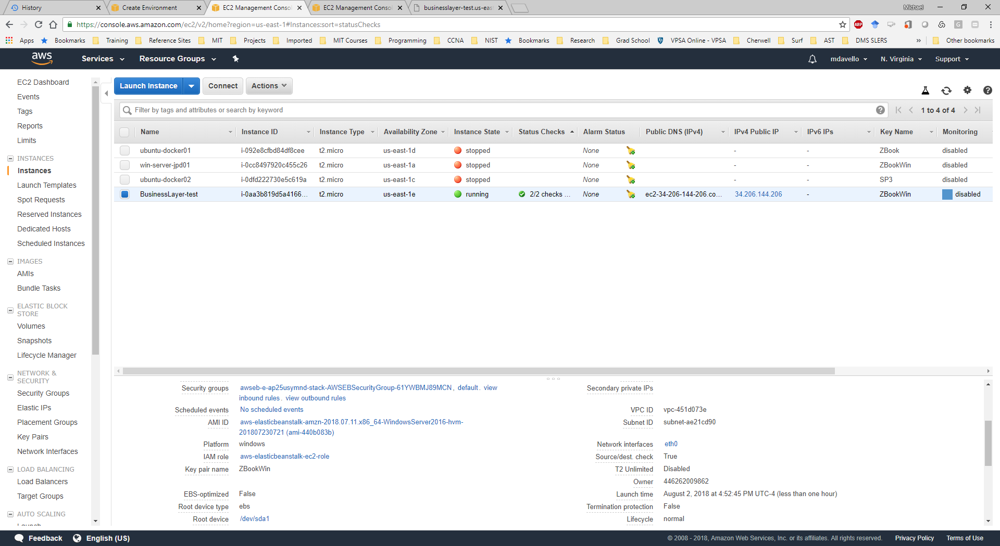 History
Create Environment
EC2 Management Conso
EC2 Management Conso
businesslayer-test.us-eas
Michael
https://console.aws.amazon.com/ec2/v2/home?region=us-east-1#Instances:sort=statusChecks
ABP
G
Apps
Bookmarks
Training
Reference Sites
MIT
Projects
Imported
MIT Courses
Programming
CCNA
NIST
Bookmarks
Research
Grad School
VPSA Online - VPSA
Cherwell
Surf
AST
DMS SLERS
»
Other bookmarks
aws
Services
Resource Groups
mdavello
N. Virginia
Support
EC2 Dashboard
Events
Tags
Reports
Limits
INSTANCES
Instances
Launch Templates
Spot Requests
Reserved Instances
Dedicated Hosts
Scheduled Instances
IMAGES
AMIs
Bundle Tasks
ELASTIC BLOCK
STORE
Volumes
Snapshots
Lifecycle Manager
NETWORK &
SECURITY
Security Groups
Elastic IPs
Placement Groups
Key Pairs
Network Interfaces
LOAD BALANCING
Load Balancers
Target Groups
AUTO SCALING
Launch
Launch Instance
Connect
Actions
Filter by tags and attributes or search by keyword
1 to 4 of 4
Name Instance ID Instance Type Availability Zone Instance State Status Checks Alarm Status Public DNS (IPv4) IPv4 Public IP IPv6 IPs Key Name Monitoring
ubuntu-docker01 i-092e8cfbd84df8cee t2.micro us-east-1d stopped None - - ZBook disabled
win-server-jpd01 i-0cc8497920c455c26 t2.micro us-east-1a stopped None - - ZBookWin disabled
ubuntu-docker02 i-0dfd222730e5c619a t2.micro us-east-1c stopped None - - SP3 disabled
BusinessLayer-test i-0aa3b819d5a4166... t2.micro us-east-1e running 2/2 checks ... None ec2-34-206-144-206.co... 34.206.144.206 - ZBookWin disabled
Security groups awseb-e-ap25usymnd-stack-AWSEBSecurityGroup-61YWBMJ89MCN, default. view
inbound rules. view outbound rules
Scheduled events No scheduled events
AMI ID aws-elasticbeanstalk-amzn-2018.07.11.x86_64-WindowsServer2016-hvm-
201807230721 (ami-440b083b)
Platform windows
IAM role aws-elasticbeanstalk-ec2-role
Key pair name ZBookWin
EBS-optimized False
Root device type ebs
Root device /dev/sda1
Secondary private IPs
VPC ID vpc-451d073e
Subnet ID subnet-ae21cd90
Network interfaces eth0
Source/dest. check True
T2 Unlimited Disabled
Owner 446262009862
Launch time August 2, 2018 at 4:52:45 PM UTC-4 (less than one hour)
Termination protection False
Lifecycle normal
Feedback
English (US)
© 2008 - 2018, Amazon Web Services, Inc. or its affiliates. All rights reserved.
Privacy Policy
Terms of Use